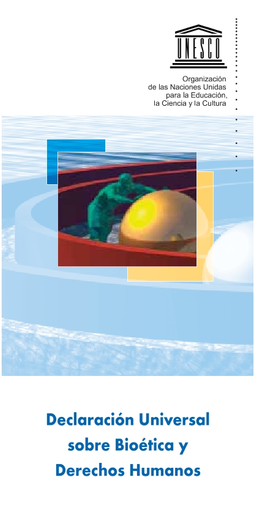 UNESCO
Organización
de las Naciones Unidas
para la Educación,
la Ciencia y la Cultura
Declaración Universal
sobre Bioética y
Derechos Humanos